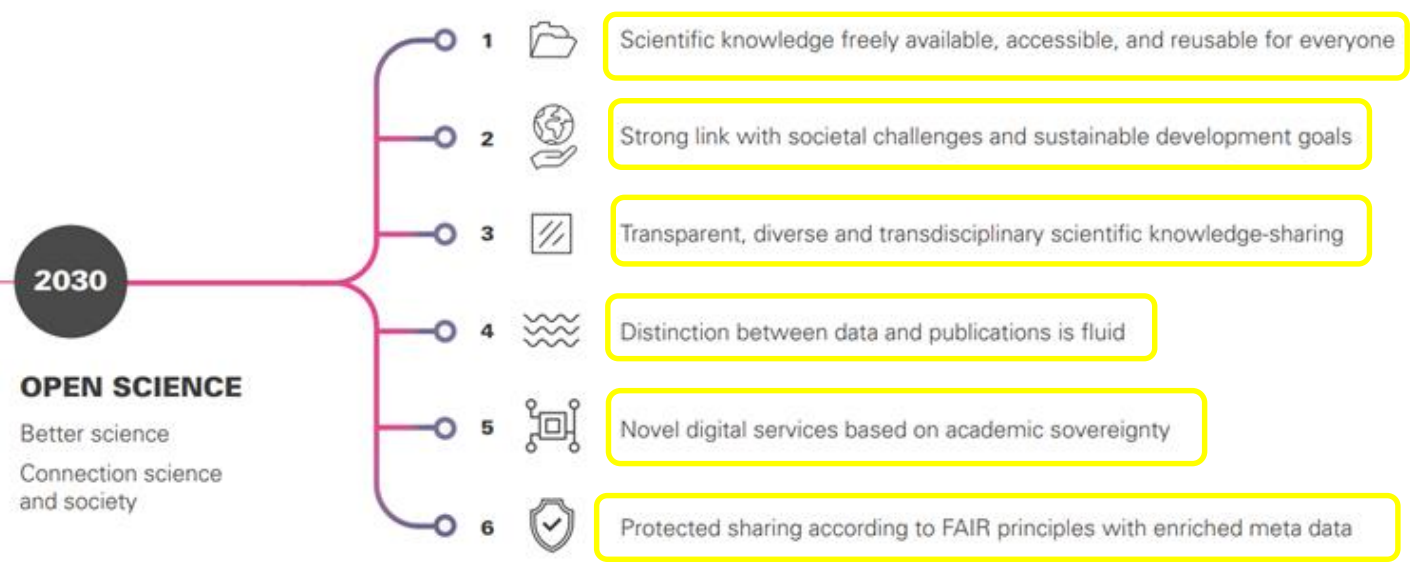 2030
OPEN SCIENCE
Better science
Connection science
and society
1 Scientific knowledge freely available, accessible, and reusable for everyone
2 Strong link with societal challenges and sustainable development goals
3 Transparent, diverse and transdisciplinary scientific knowledge-sharing
4 Distinction between data and publications is fluid
5 Novel digital services based on academic sovereignty
6 Protected sharing according to FAIR principles with enriched meta data